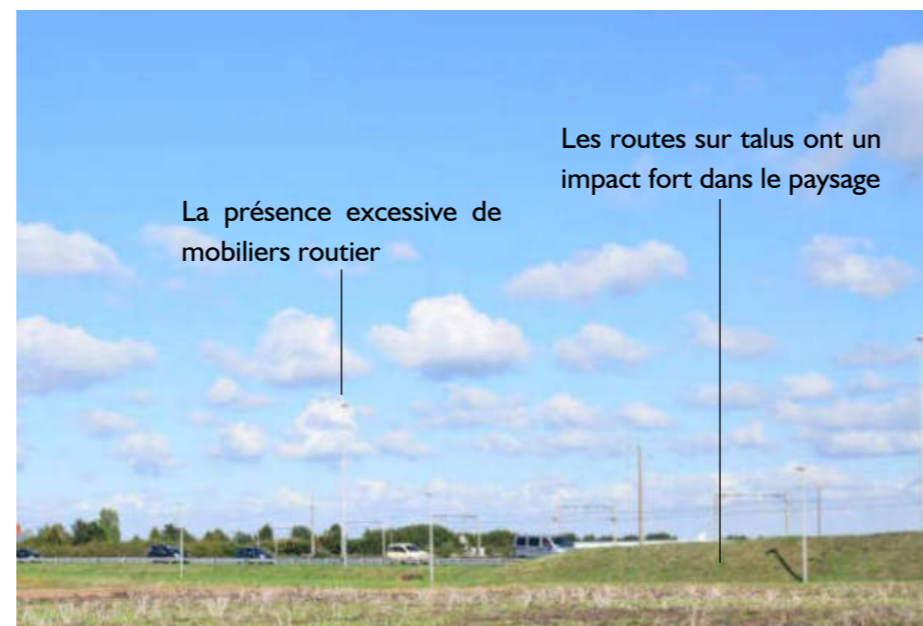 Les routes sur talus ont un
impact fort dans le paysage
La présence excessive de
mobiliers routier